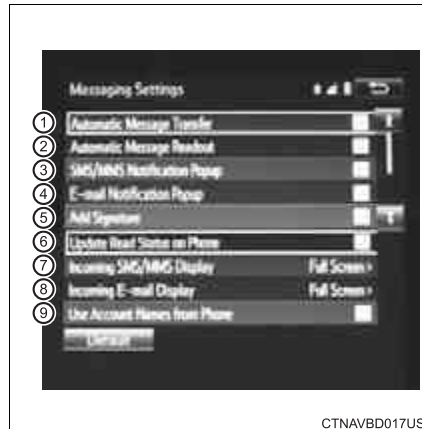 Messaging Settings
① Automatic Message Transfer
② Automatic Message Readout
③ SMS/MMS Notification Popup
④ E-mail Notification Popup
⑤ Add Signature
⑥ Update Read Status on Phone
⑦ Incoming SMS/MMS Display Full Screen
⑧ Incoming E-mail Display Full Screen
⑨ Use Account Names from Phone
Default
CTNAVBD017US